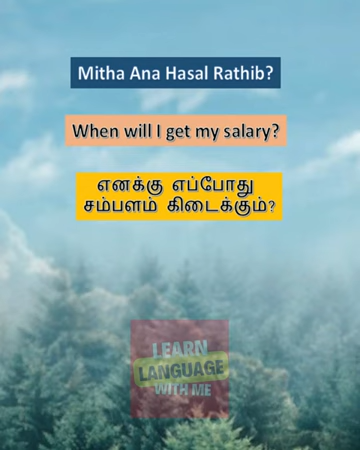 Mitha Ana Hasal Rathib?
When will I get my salary?
எனக்கு எப்போது
சம்பளம் கிடைக்கும்?
LEARN
LANGUAGE
WITH ME